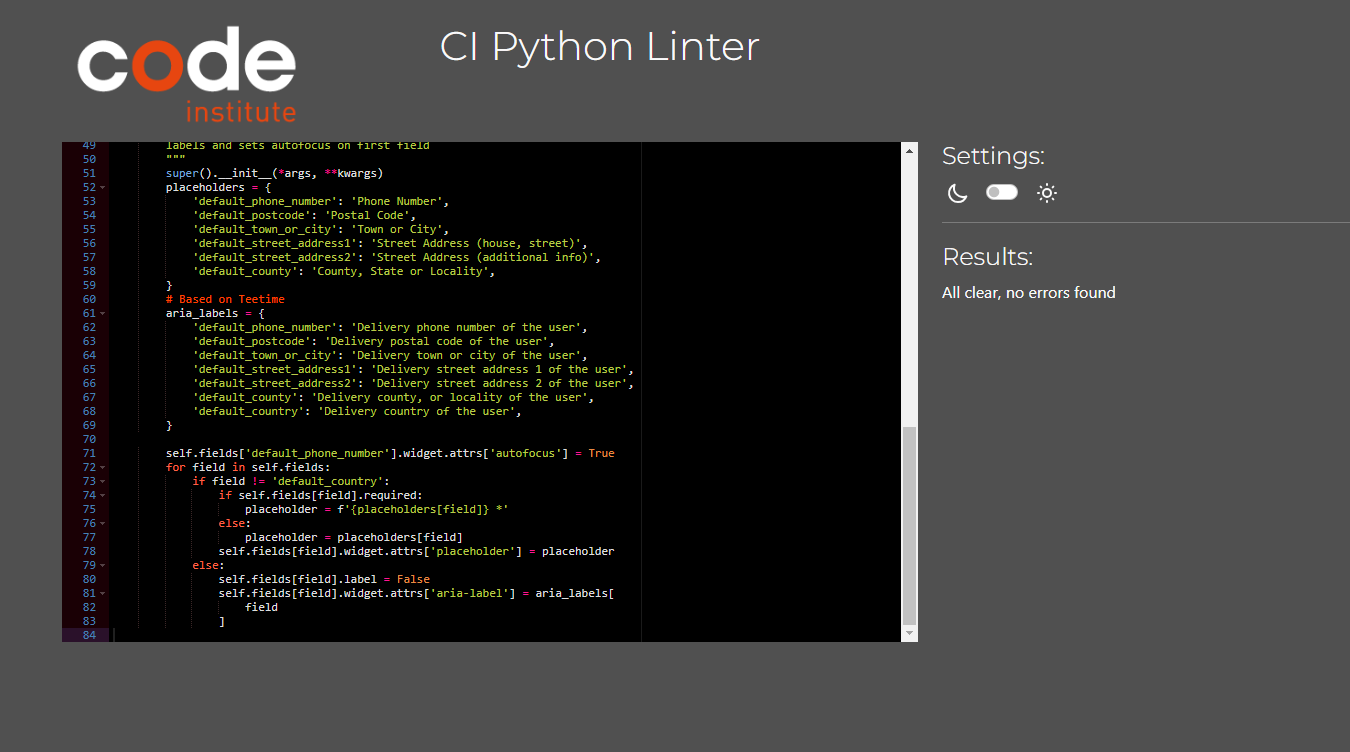 code
institute
CI Python Linter
49 labels and sets autofocus on first field
50 """
51 super().__init__(*args, **kwargs)
52 placeholders = {
53 'default_phone_number': 'Phone Number',
54 'default_postcode': 'Postal Code',
55 'default_town_or_city': 'Town or City',
56 'default_street_address1': 'Street Address (house, street)',
57 'default_street_address2': 'Street Address (additional info)',
58 'default_county': 'County, State or Locality',
59 }
60 # Based on Teetime
61 aria_labels = {
62 'default_phone_number': 'Delivery phone number of the user',
63 'default_postcode': 'Delivery postal code of the user',
64 'default_town_or_city': 'Delivery town or city of the user',
65 'default_street_address1': 'Delivery street address 1 of the user',
66 'default_street_address2': 'Delivery street address 2 of the user',
67 'default_county': 'Delivery county, or locality of the user',
68 'default_country': 'Delivery country of the user',
69 }
70
71 self.fields['default_phone_number'].widget.attrs['autofocus'] = True
72 for field in self.fields:
73 if field != 'default_country':
74 if self.fields[field].required:
75 placeholder = f'{placeholders[field]} *'
76 else:
77 placeholder = placeholders[field]
78 self.fields[field].widget.attrs['placeholder'] = placeholder
79 else:
80 self.fields[field].label = False
81 self.fields[field].widget.attrs['aria-label'] = aria_labels[
82 field
83 ]
84
Settings:
Results:
All clear, no errors found